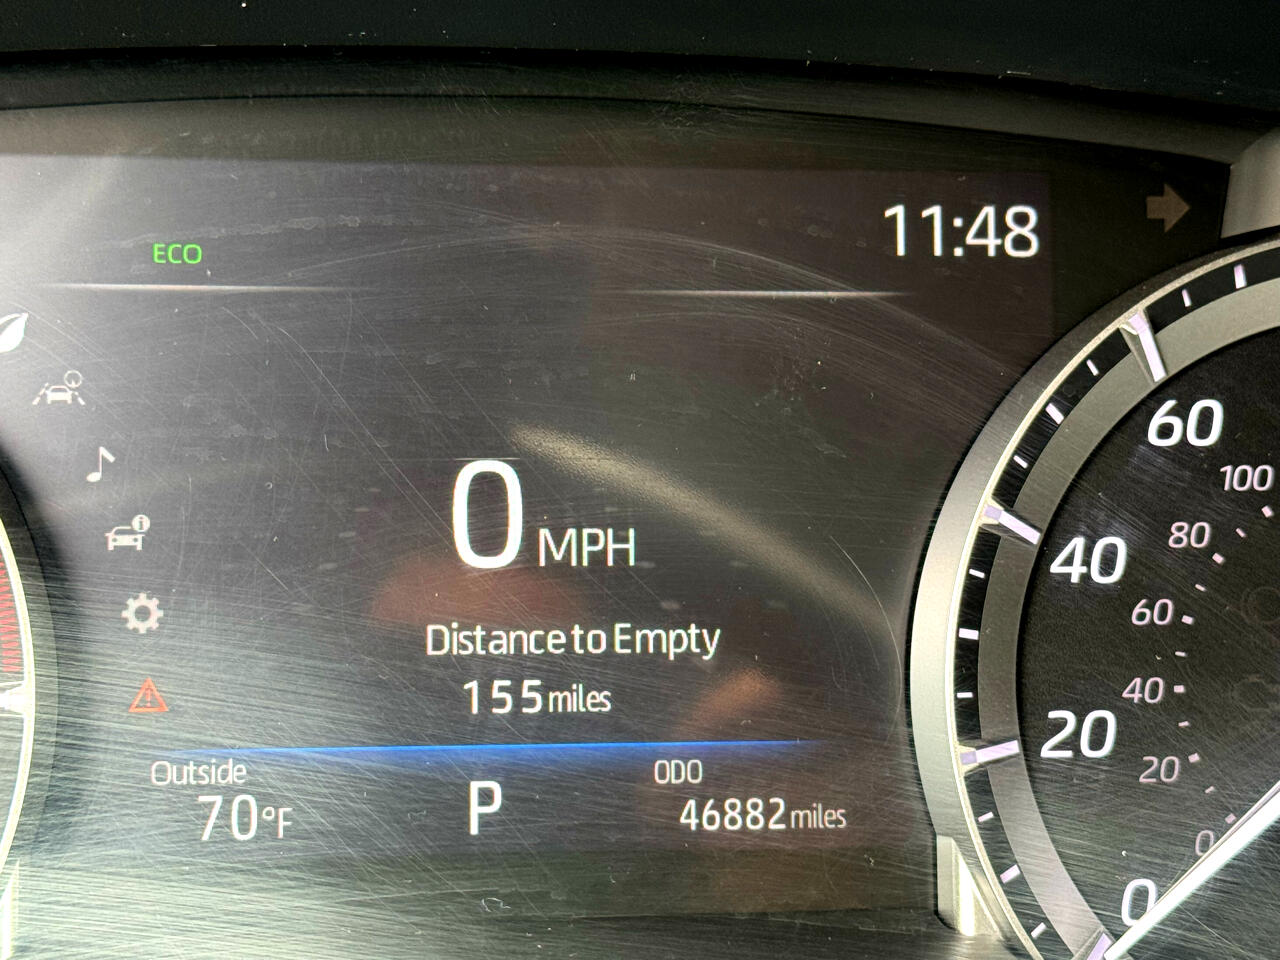 11:48
ECO
0 MPH
Distance to Empty
155 miles
Outside
70°F
P
ODO
46882 miles
60
100
80
40
60
40
20
20
0
0